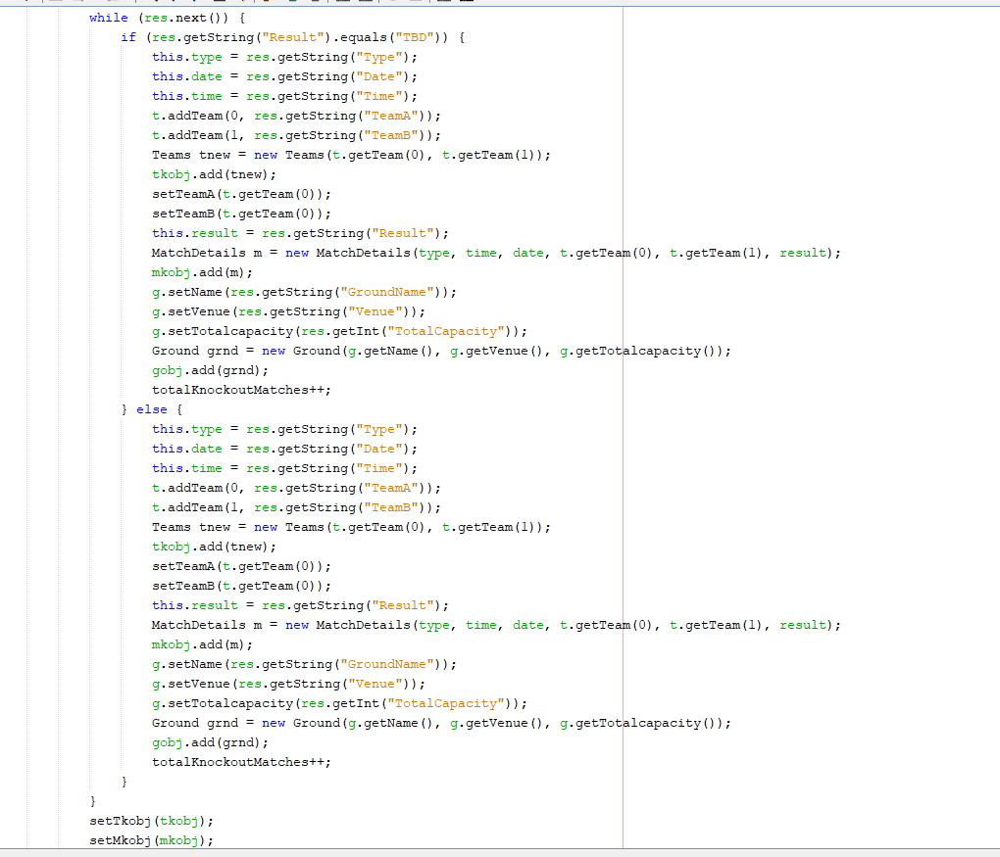 while (res.next()) {
if (res.getString("Result").equals("TBD")) {
this.type = res.getString("Type");
this.date = res.getString("Date");
this.time = res.getString("Time");
t.addTeam(0, res.getString("TeamA"));
t.addTeam(1, res.getString("TeamB"));
Teams tnew = new Teams(t.getTeam(0), t.getTeam(1));
tkobj.add(tnew);
setTeamA(t.getTeam(0));
setTeamB(t.getTeam(0));
this.result = res.getString("Result");
MatchDetails m = new MatchDetails(type, time, date, t.getTeam(0), t.getTeam(1), result);
mkobj.add(m);
g.setName(res.getString("GroundName"));
g.setVenue(res.getString("Venue"));
g.setTotalcapacity(res.getInt("TotalCapacity"));
Ground grnd = new Ground(g.getName(), g.getVenue(), g.getTotalcapacity());
gobj.add(grnd);
totalKnockoutMatches++;
} else {
this.type = res.getString("Type");
this.date = res.getString("Date");
this.time = res.getString("Time");
t.addTeam(0, res.getString("TeamA"));
t.addTeam(1, res.getString("TeamB"));
Teams tnew = new Teams(t.getTeam(0), t.getTeam(1));
tkobj.add(tnew);
setTeamA(t.getTeam(0));
setTeamB(t.getTeam(0));
this.result = res.getString("Result");
MatchDetails m = new MatchDetails(type, time, date, t.getTeam(0), t.getTeam(1), result);
mkobj.add(m);
g.setName(res.getString("GroundName"));
g.setVenue(res.getString("Venue"));
g.setTotalcapacity(res.getInt("TotalCapacity"));
Ground grnd = new Ground(g.getName(), g.getVenue(), g.getTotalcapacity());
gobj.add(grnd);
totalKnockoutMatches++;
}
}
setTkobj(tkobj);
setMkobj(mkobj);